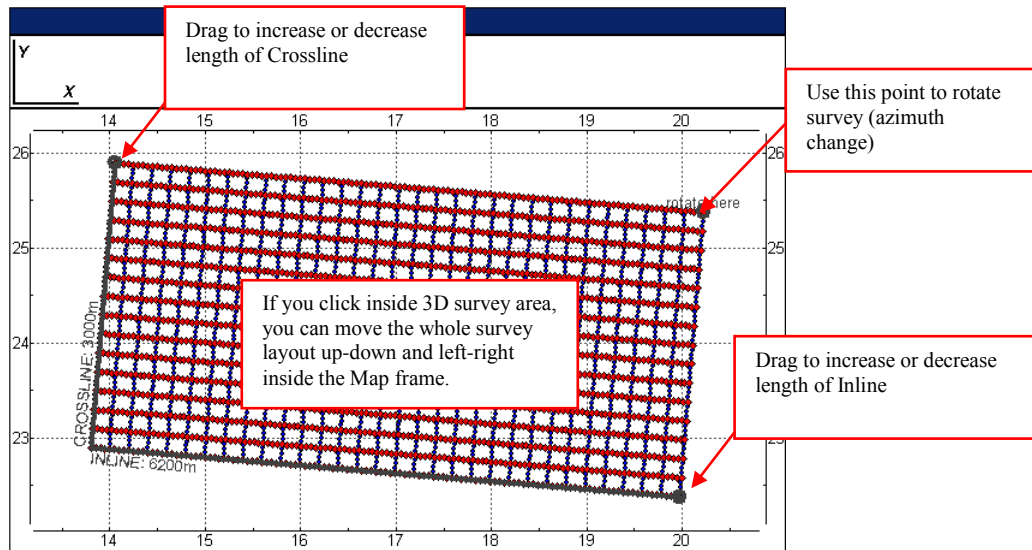 Drag to increase or decrease
length of Crossline
Y
X
Use this point to rotate
survey (azimuth
change)
14 15 16 17 18 19 20
26 26
rotate here
25 25
If you click inside 3D survey area,
you can move the whole survey
layout up-down and left-right
inside the Map frame.
24 24
Drag to increase or decrease
length of Inline
CROSSLINE: 3000m
23 23
INLINE: 6200m
14 15 16 17 18 19 20